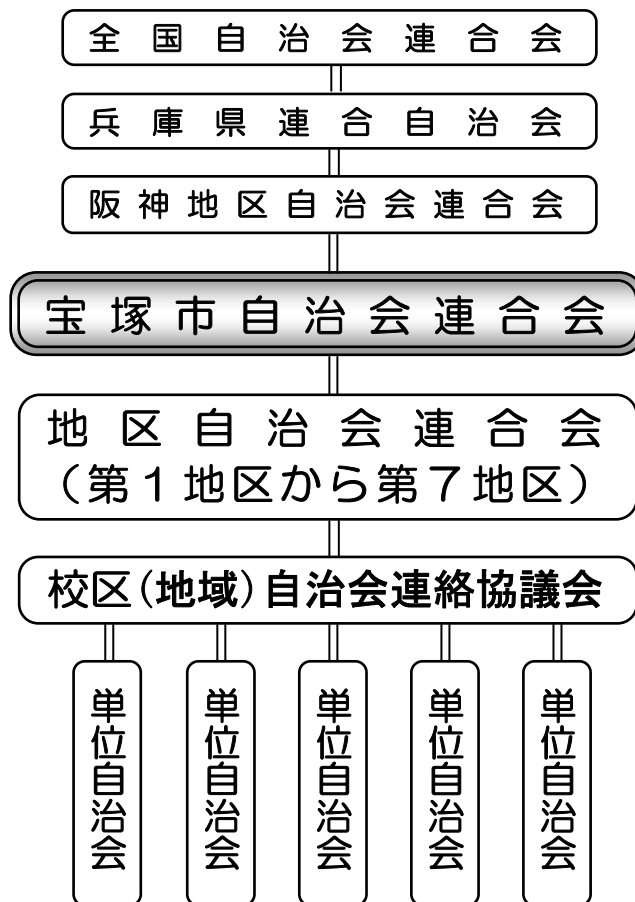 全国自治会連合会
兵庫県連合自治会
阪神地区自治会連合会
宝塚市自治会連合会
地区自治会連合会
（第１地区から第７地区）
校区(地域)自治会連絡協議会
単位自治会
単位自治会
単位自治会
単位自治会
単位自治会